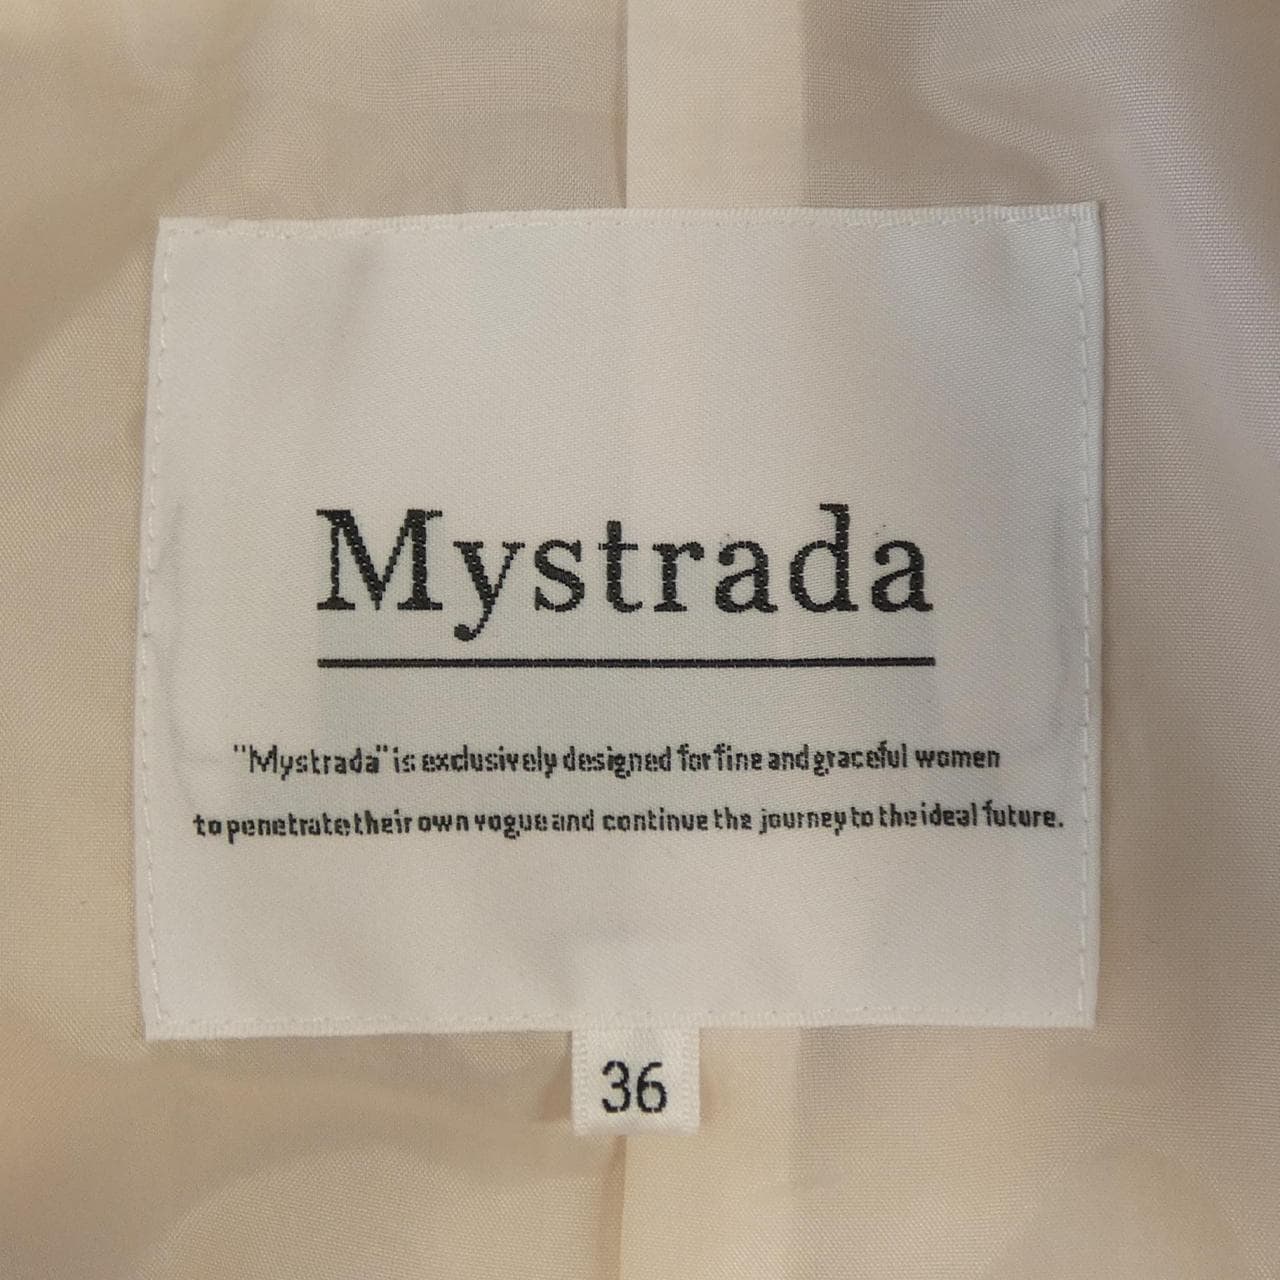 Mystrada
"Mystrada" is exclusively designed for fine and graceful women
to penetrate their own vogue and continue the journey to the ideal future.
36